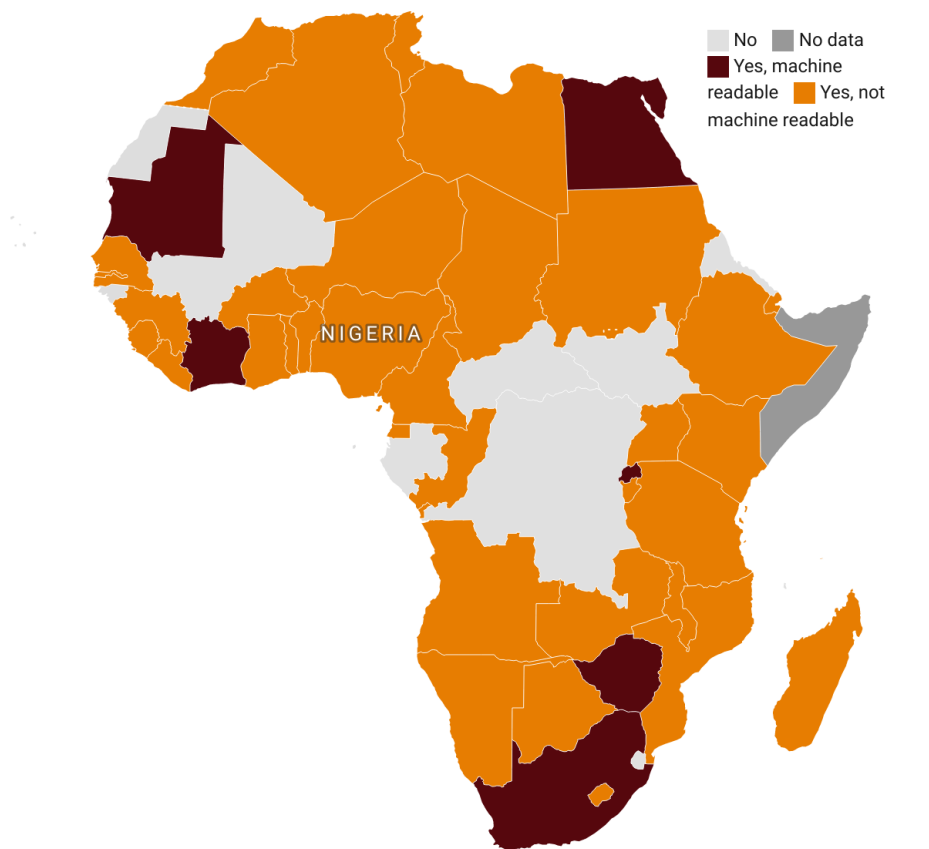 No No data
Yes, machine
readable Yes, not
machine readable
NIGERIA